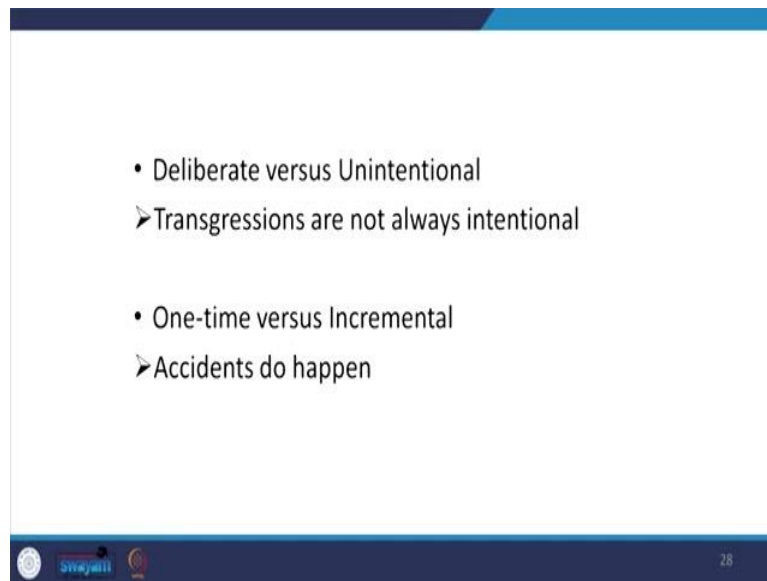 • Deliberate versus Unintentional
➢Transgressions are not always intentional
• One-time versus Incremental
➢Accidents do happen
swayam
28